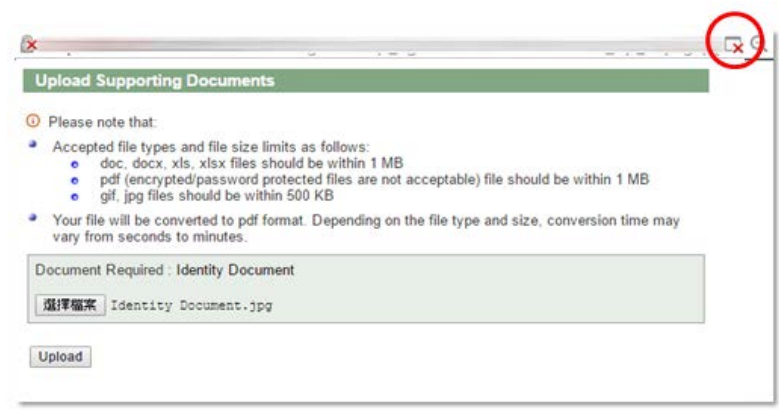 Upload Supporting Documents
Please note that:
Accepted file types and file size limits as follows:
doc, docx, xls, xlsx files should be within 1 MB
pdf (encrypted/password protected files are not acceptable) file should be within 1 MB
gif, jpg files should be within 500 KB
Your file will be converted to pdf format. Depending on the file type and size, conversion time may
vary from seconds to minutes.
Document Required : Identity Document
選擇檔案 Identity Document.jpg
Upload